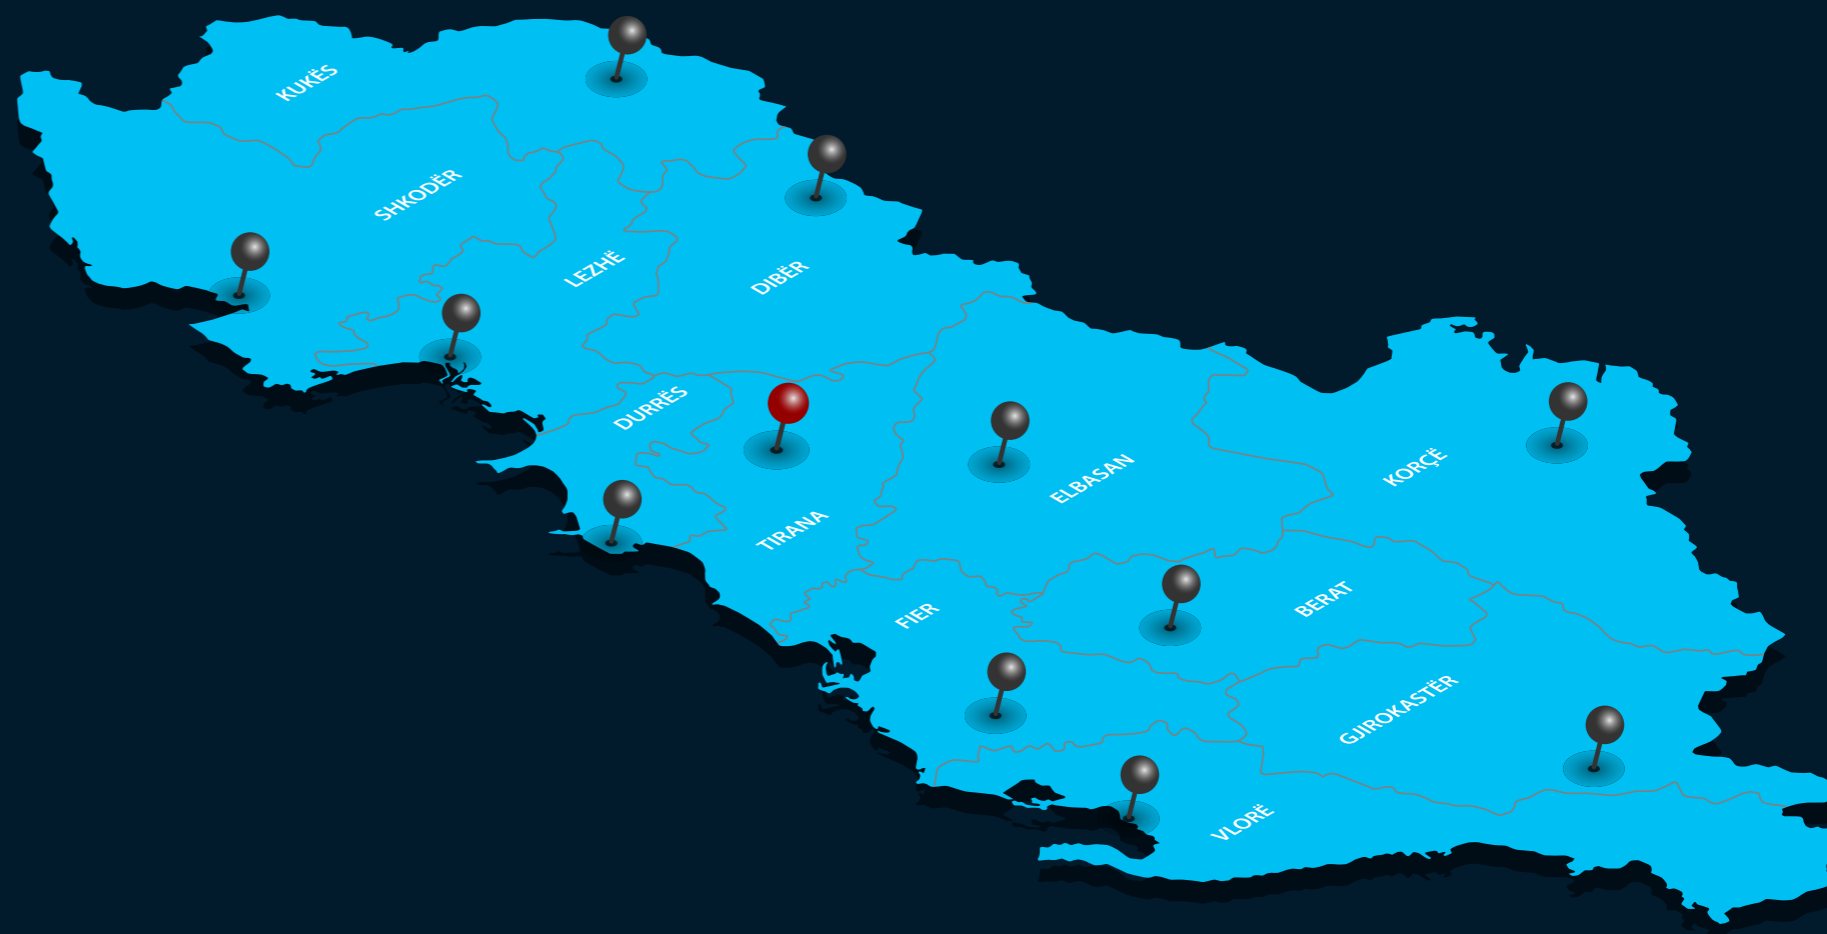 KUKËS
SHKODËR
LEZHË
DIBËR
DURRËS
TIRANA
ELBASAN
KORÇË
FIER
BERAT
GJIROKASTËR
VLORË